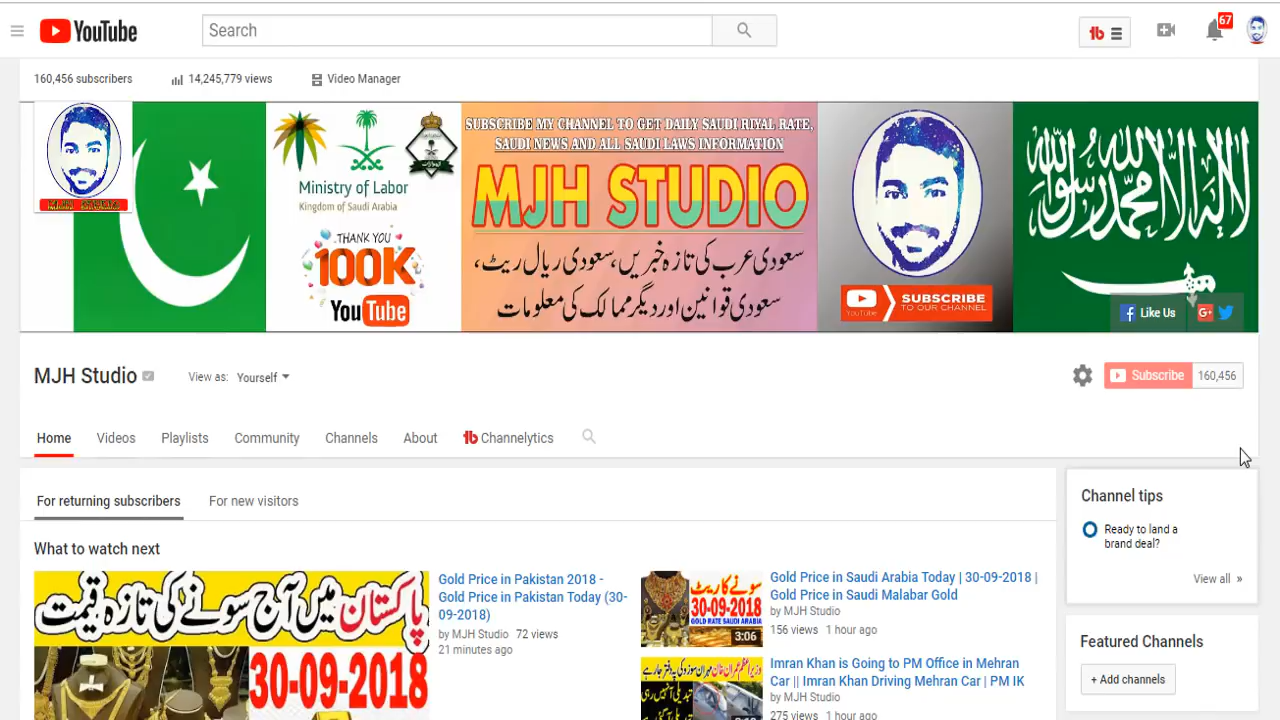 YouTube
Search
67
160,456 subscribers
14,245,779 views
Video Manager
Ministry of Labor
Kingdom of Saudi Arabia
THANK YOU
100K
YouTube
SUBSCRIBE MY CHANNEL TO GET DAILY SAUDI RIYAL RATE,
SAUDI NEWS AND ALL SAUDI LAWS INFORMATION
MJH STUDIO
سعودی عرب کی تازہ خبریں، سعودی ریال ریٹ،
سعودی قوانین اور دیگر ممالک کی معلومات
YouTube
SUBSCRIBE
TO OUR CHANNEL
لا إله إلا الله محمد رسول الله
Like Us
G+
MJH Studio
View as: Yourself
Subscribe 160,456
Home
Videos
Playlists
Community
Channels
About
Channelytics
For returning subscribers
For new visitors
What to watch next
پاکستان میں آج سونے کی تازہ قیمت
30-09-2018
Gold Price in Pakistan 2018 -
Gold Price in Pakistan Today (30-
09-2018)
by MJH Studio 72 views
21 minutes ago
سونے کا ریٹ
30-09-2018
GOLD RATE SAUDI ARABIA
3:06
Gold Price in Saudi Arabia Today | 30-09-2018 |
Gold Price in Saudi Malabar Gold
by MJH Studio
156 views 1 hour ago
Imran Khan is Going to PM Office in Mehran
Car || Imran Khan Driving Mehran Car | PM IK
by MJH Studio
275 views 1 hour ago
Channel tips
Ready to land a
brand deal?
View all »
Featured Channels
+ Add channels